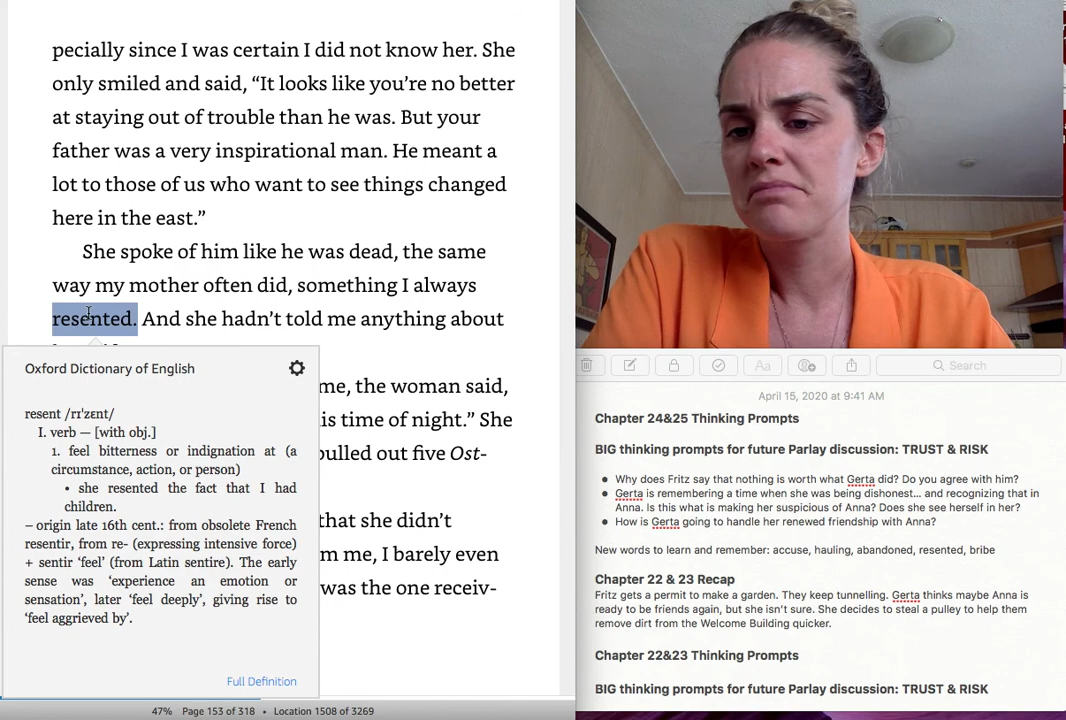 pecially since I was certain I did not know her. She
only smiled and said, “It looks like you’re no better
at staying out of trouble than he was. But your
father was a very inspirational man. He meant a
lot to those of us who want to see things changed
here in the east.”
She spoke of him like he was dead, the same
way my mother often did, something I always
resented. And she hadn’t told me anything about
me, the woman said,
is time of night.” She
pulled out five Ost-
that she didn’t
m me, I barely even
was the one receiv-
Oxford Dictionary of English
resent /rɪˈzɛnt/
I. verb — [with obj.]
1. feel bitterness or indignation at (a
circumstance, action, or person)
• she resented the fact that I had
children.
– origin late 16th cent.: from obsolete French
resentir, from re- (expressing intensive force)
+ sentir ‘feel’ (from Latin sentire). The early
sense was ‘experience an emotion or
sensation’, later ‘feel deeply’, giving rise to
‘feel aggrieved by’.
Full Definition
47% Page 153 of 318 • Location 1508 of 3269
Aa
Search
April 15, 2020 at 9:41 AM
Chapter 24&25 Thinking Prompts
BIG thinking prompts for future Parlay discussion: TRUST & RISK
• Why does Fritz say that nothing is worth what Gerta did? Do you agree with him?
• Gerta is remembering a time when she was being dishonest... and recognizing that in
Anna. Is this what is making her suspicious of Anna? Does she see herself in her?
• How is Gerta going to handle her renewed friendship with Anna?
New words to learn and remember: accuse, hauling, abandoned, resented, bribe
Chapter 22 & 23 Recap
Fritz gets a permit to make a garden. They keep tunnelling. Gerta thinks maybe Anna is
ready to be friends again, but she isn’t sure. She decides to steal a pulley to help them
remove dirt from the Welcome Building quicker.
Chapter 22&23 Thinking Prompts
BIG thinking prompts for future Parlay discussion: TRUST & RISK